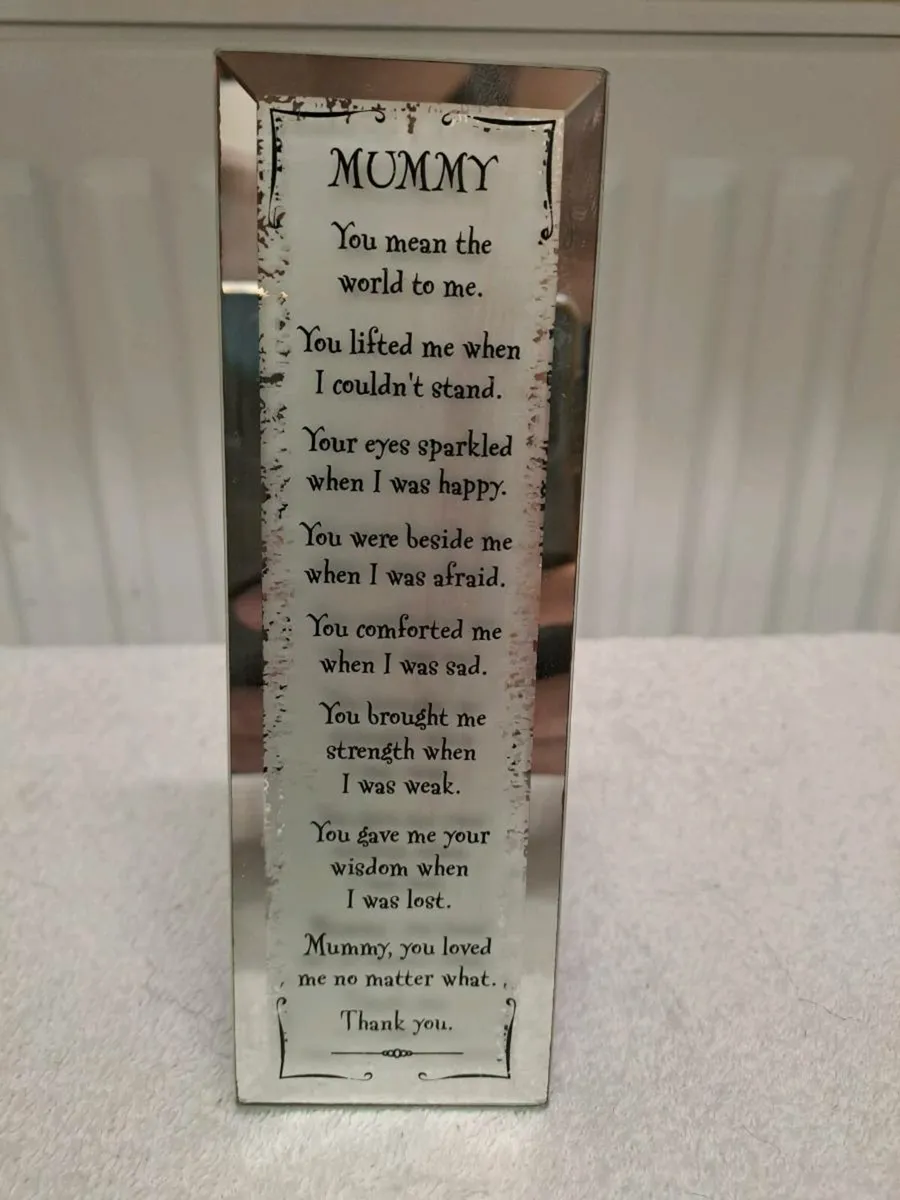 MUMMY
You mean the
world to me.
You lifted me when
I couldn't stand.
Your eyes sparkled
when I was happy.
You were beside me
when I was afraid.
You comforted me
when I was sad.
You brought me
strength when
I was weak.
You gave me your
wisdom when
I was lost.
Mummy, you loved
me no matter what.
Thank you.